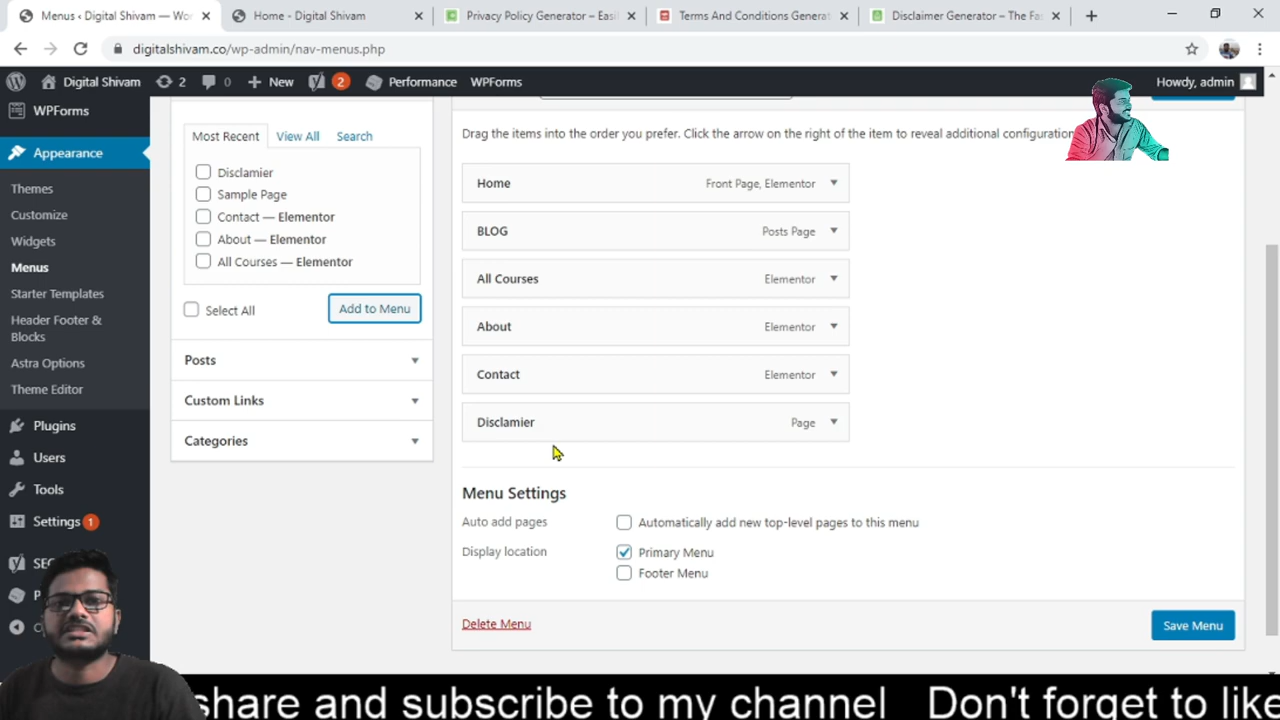 Menus ‹ Digital Shivam — Wor
Home - Digital Shivam
Privacy Policy Generator – Easil
Terms And Conditions Generat
Disclaimer Generator – The Fas
digitalshivam.co/wp-admin/nav-menus.php
Digital Shivam
2
0
New
2
Performance
WPForms
Howdy, admin
WPForms
Appearance
Themes
Customize
Widgets
Menus
Starter Templates
Header Footer &
Blocks
Astra Options
Theme Editor
Plugins
Users
Tools
Settings 1
SEO
Most Recent
View All
Search
Disclamier
Sample Page
Contact — Elementor
About — Elementor
All Courses — Elementor
Select All
Add to Menu
Posts
Custom Links
Categories
Drag the items into the order you prefer. Click the arrow on the right of the item to reveal additional configuration
Home Front Page, Elementor
BLOG Posts Page
All Courses Elementor
About Elementor
Contact Elementor
Disclamier Page
Menu Settings
Auto add pages
Automatically add new top-level pages to this menu
Display location
Primary Menu
Footer Menu
Delete Menu
Save Menu
share and subscribe to my channel Don't forget to like